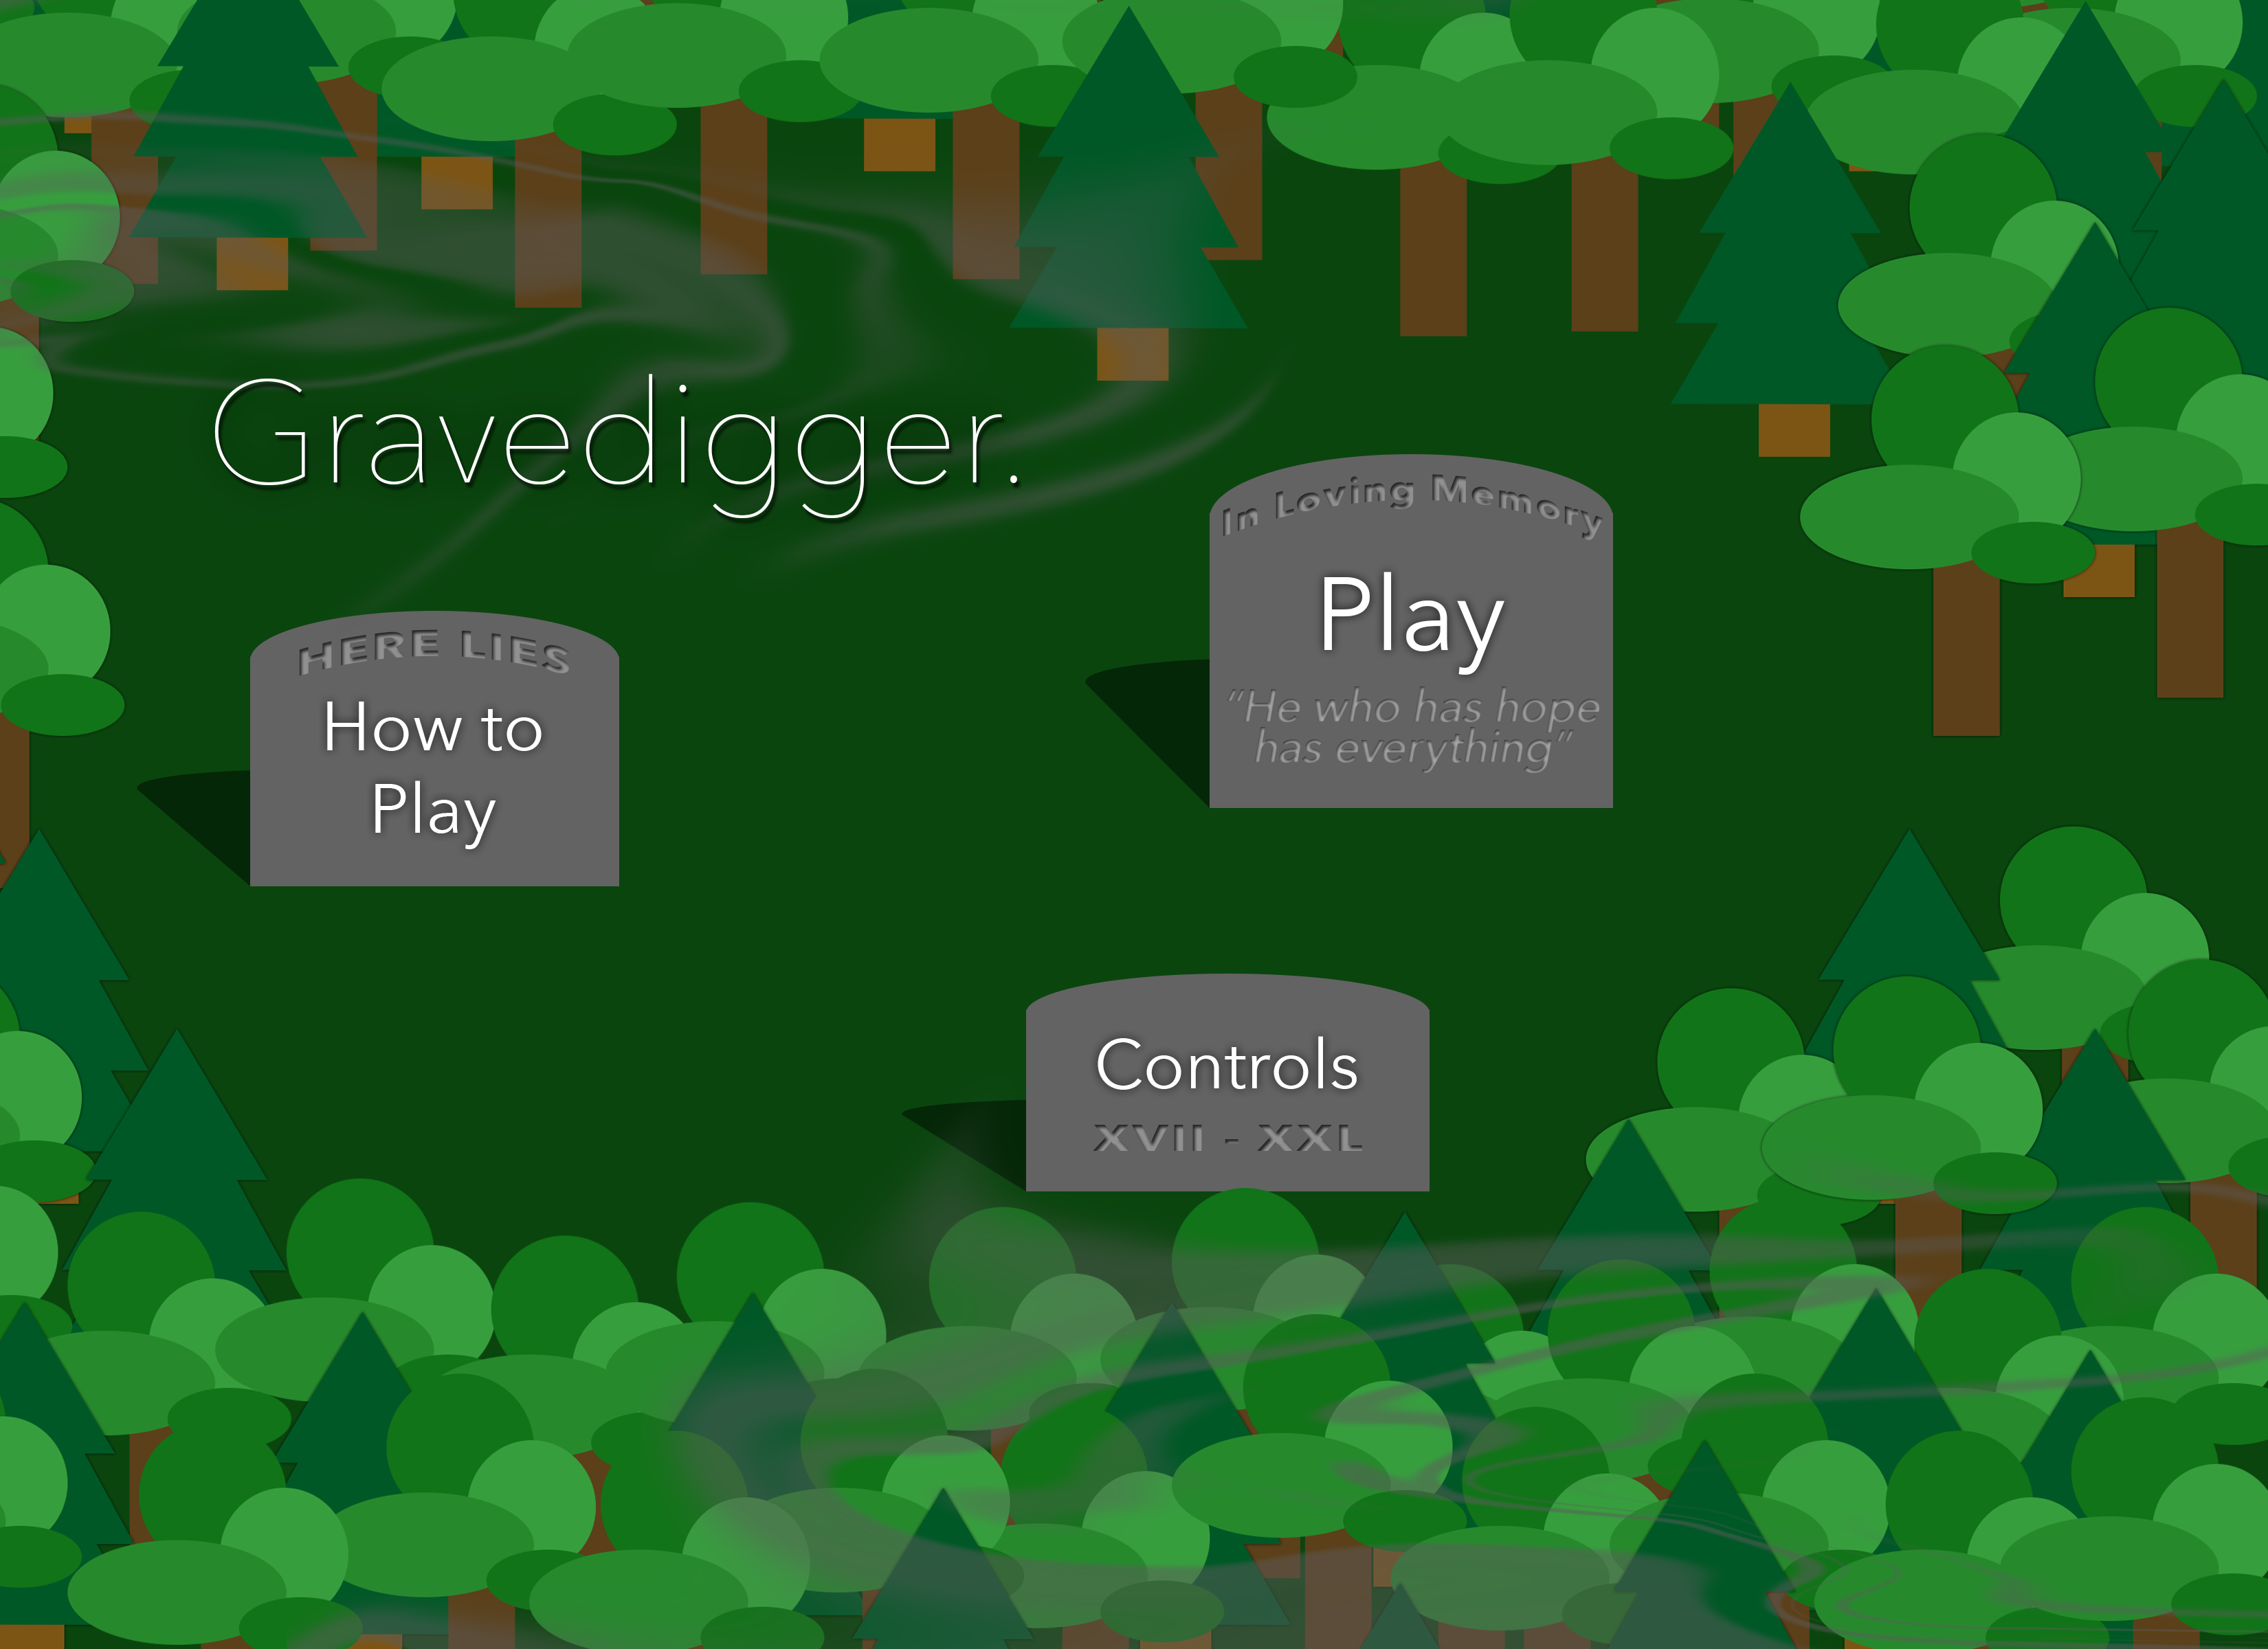 Gravedigger.
In Loving Memory
Play
“He who has hope
has everything”
HERE LIES
How to
Play
Controls
XVII - XXL